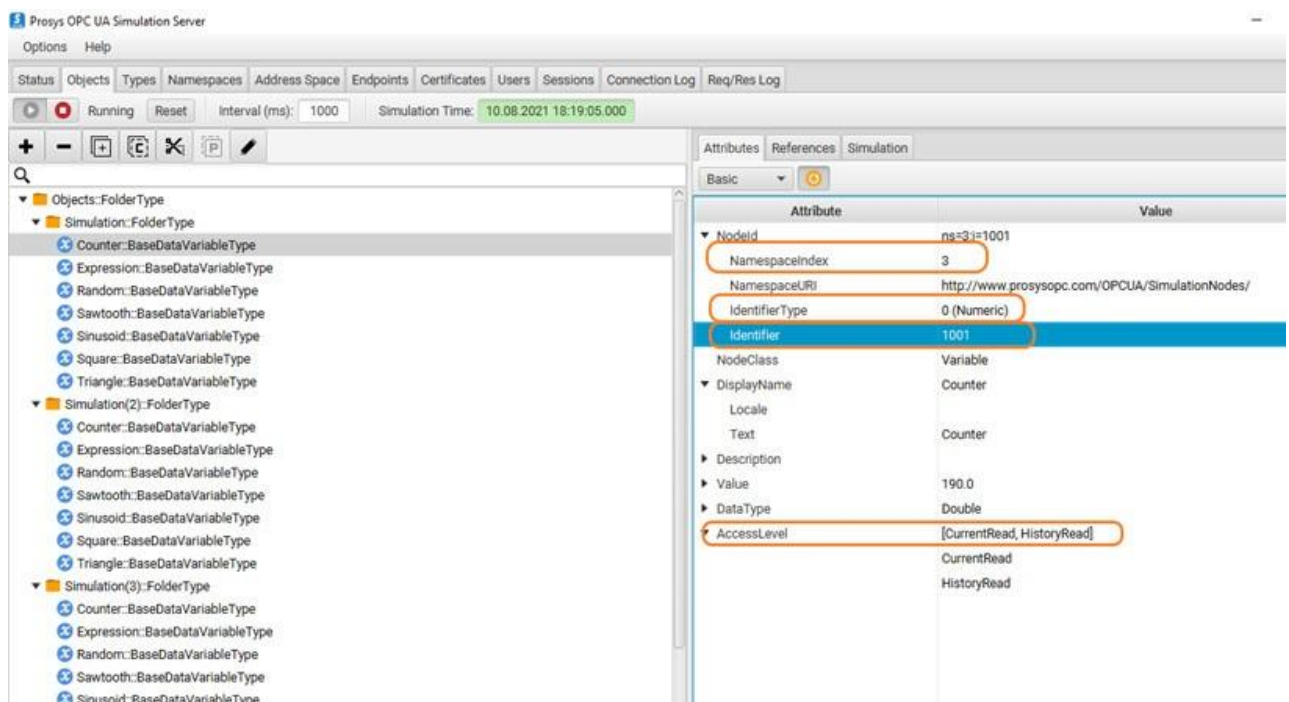 Prosys OPC UA Simulation Server
Options Help
Status Objects Types Namespaces Address Space Endpoints Certificates Users Sessions Connection Log Req/Res Log
Running Reset Interval (ms): 1000 Simulation Time: 10.08.2021 18:19:05.000
Objects::FolderType
Simulation::FolderType
Counter::BaseDataVariableType
Expression::BaseDataVariableType
Random::BaseDataVariableType
Sawtooth::BaseDataVariableType
Sinusoid::BaseDataVariableType
Square::BaseDataVariableType
Triangle::BaseDataVariableType
Simulation(2)::FolderType
Counter::BaseDataVariableType
Expression::BaseDataVariableType
Random::BaseDataVariableType
Sawtooth::BaseDataVariableType
Sinusoid::BaseDataVariableType
Square::BaseDataVariableType
Triangle::BaseDataVariableType
Simulation(3)::FolderType
Counter::BaseDataVariableType
Expression::BaseDataVariableType
Random::BaseDataVariableType
Sawtooth::BaseDataVariableType
Sinusoid::BaseDataVariableType
Attributes References Simulation
Basic
Attribute Value
NodeId ns=3;i=1001
NamespaceIndex 3
NamespaceURI http://www.prosysopc.com/OPCUA/SimulationNodes/
IdentifierType 0 (Numeric)
Identifier 1001
NodeClass Variable
DisplayName Counter
Locale
Text Counter
Description
Value 190.0
DataType Double
AccessLevel [CurrentRead, HistoryRead]
CurrentRead
HistoryRead